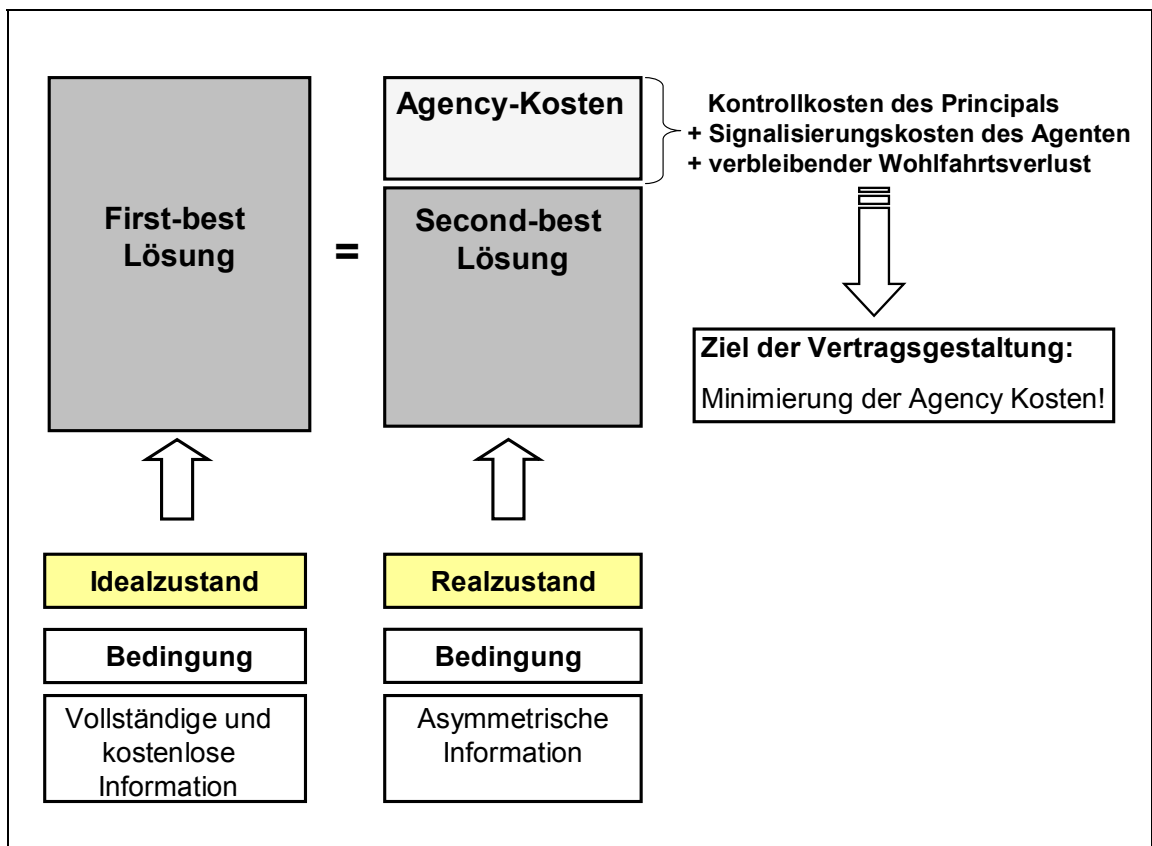 First-best
Lösung
=
Agency-Kosten
Second-best
Lösung
Kontrollkosten des Principals
+ Signalisierungskosten des Agenten
+ verbleibender Wohlfahrtsverlust
Ziel der Vertragsgestaltung:
Minimierung der Agency Kosten!
Idealzustand
Bedingung
Vollständige und
kostenlose
Information
Realzustand
Bedingung
Asymmetrische
Information